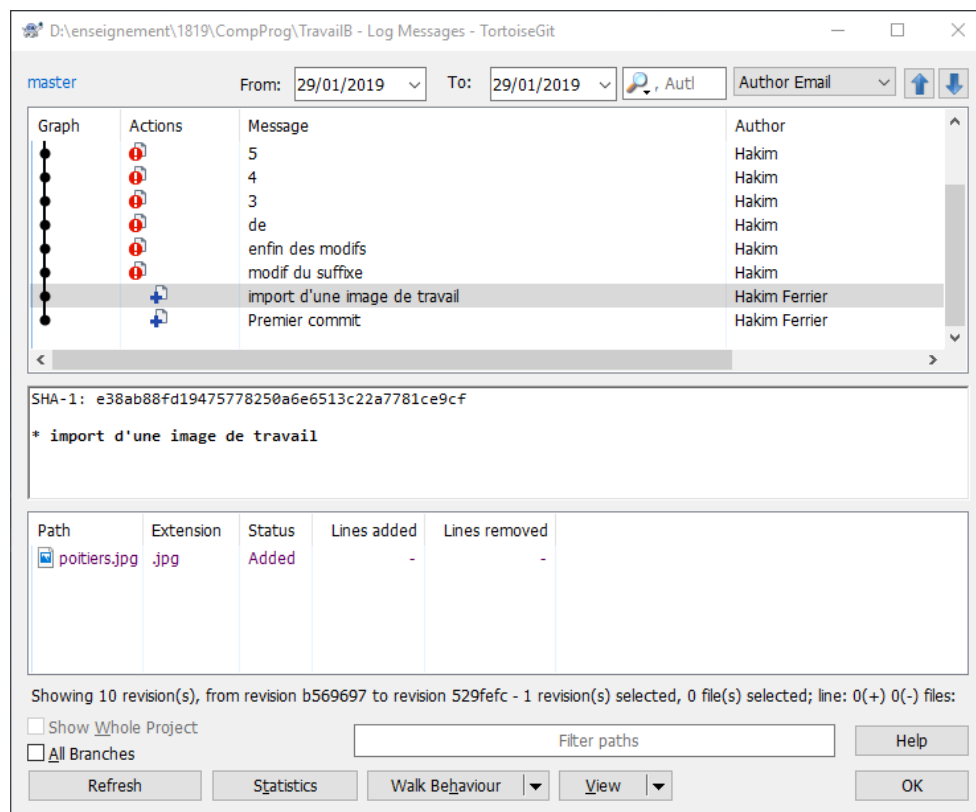 D:\enseignement\1819\CompProg\TravailB - Log Messages - TortoiseGit
master From: 29/01/2019 To: 29/01/2019 , Autl Author Email
Graph Actions Message Author
5 Hakim
4 Hakim
3 Hakim
de Hakim
enfin des modifs Hakim
modif du suffixe Hakim
import d'une image de travail Hakim Ferrier
Premier commit Hakim Ferrier
SHA-1: e38ab88fd19475778250a6e6513c22a7781ce9cf
* import d'une image de travail
Path Extension Status Lines added Lines removed
poitiers.jpg .jpg Added - -
Showing 10 revision(s), from revision b569697 to revision 529fefc - 1 revision(s) selected, 0 file(s) selected; line: 0(+) 0(-) files:
Show Whole Project
Filter paths Help
All Branches
Refresh Statistics Walk Behaviour View OK